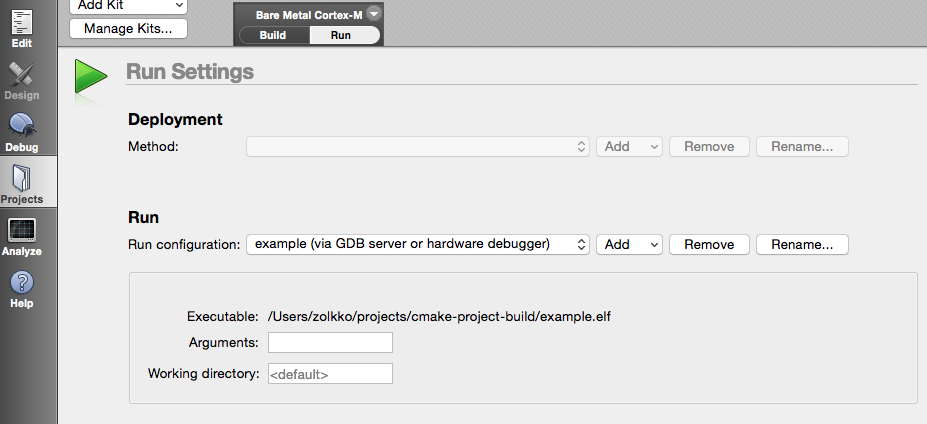 Add Kit
Manage Kits...
Bare Metal Cortex-M
Build Run
Edit
Design
Debug
Projects
Analyze
Help
Run Settings
Deployment
Method: Add Remove Rename...
Run
Run configuration: example (via GDB server or hardware debugger) Add Remove Rename...
Executable: /Users/zolkko/projects/cmake-project-build/example.elf
Arguments:
Working directory: <default>